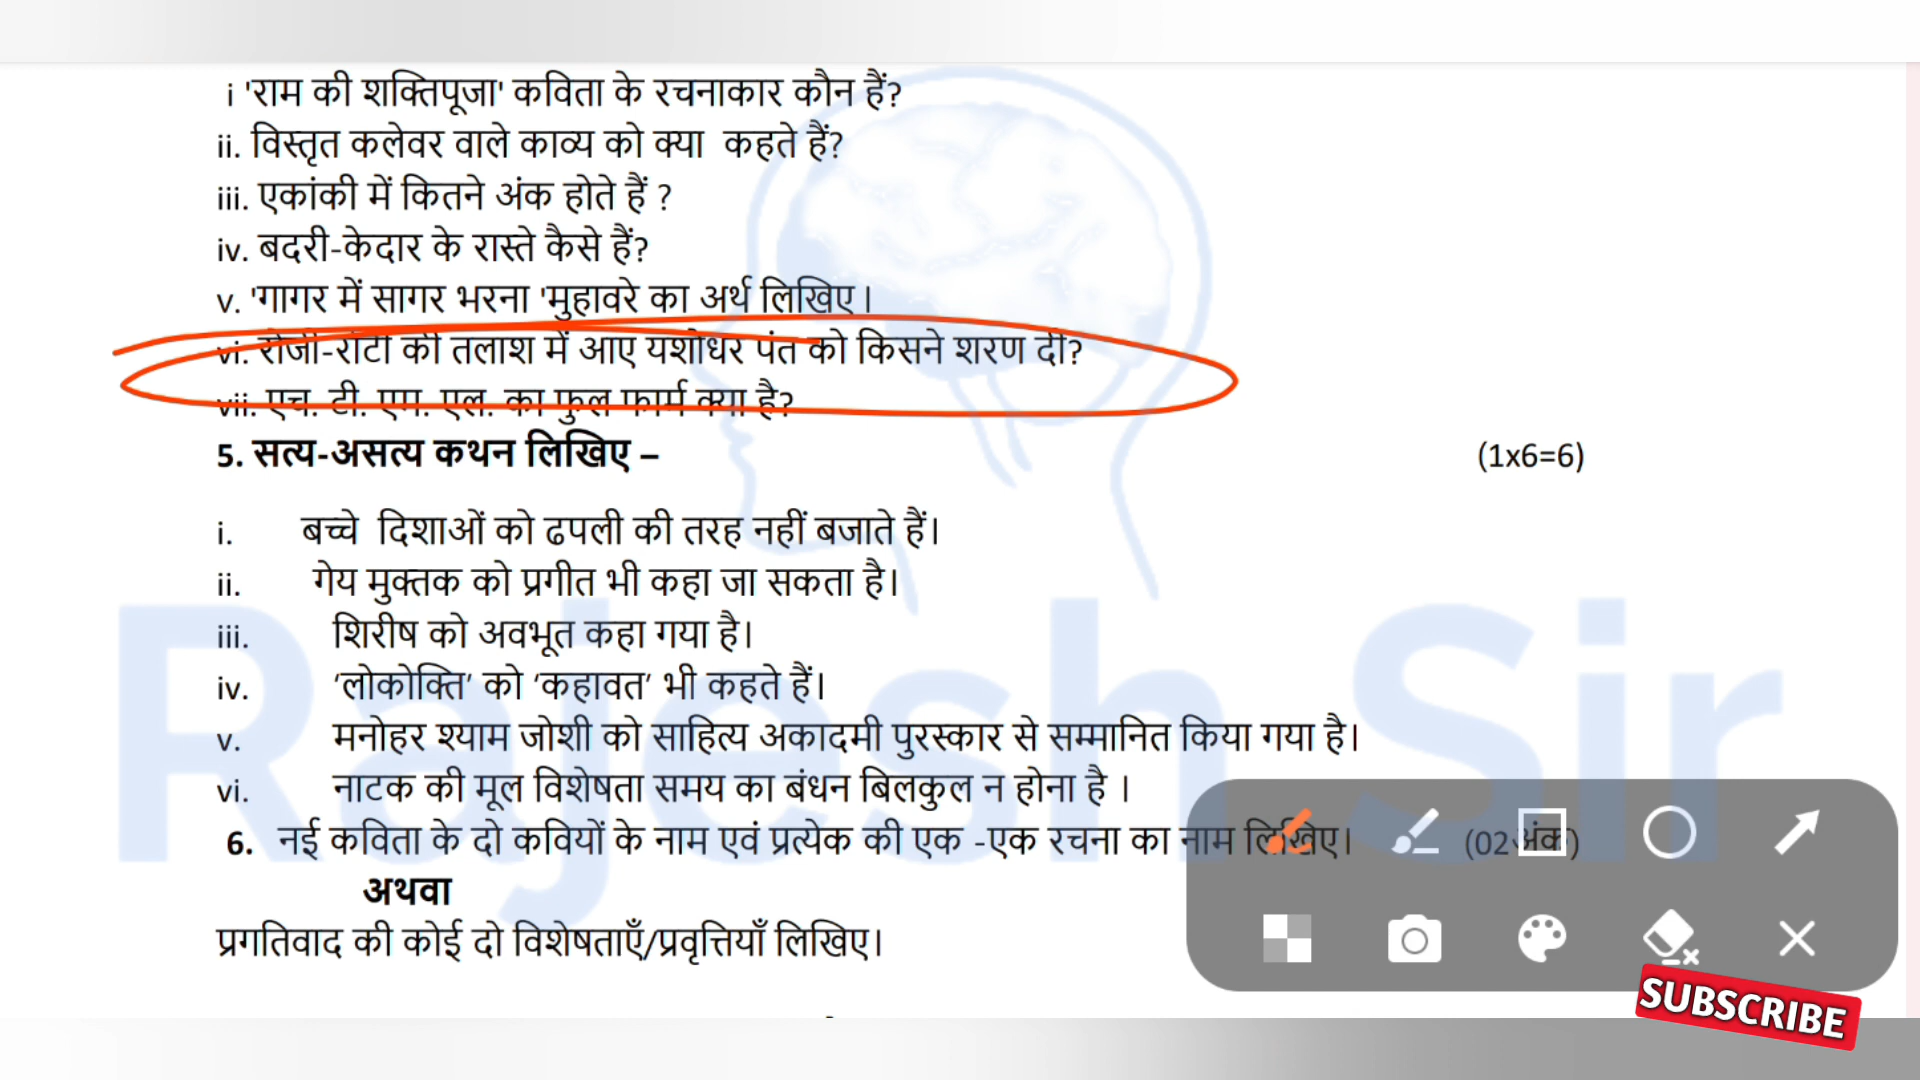 i 'राम की शक्तिपूजा' कविता के रचनाकार कौन हैं?
ii. विस्तृत कलेवर वाले काव्य को क्या कहते हैं?
iii. एकांकी में कितने अंक होते हैं ?
iv. बदरी-केदार के रास्ते कैसे हैं?
v. 'गागर में सागर भरना 'मुहावरे का अर्थ लिखिए।
vi. रोजी-रोटी की तलाश में आए यशोधर पंत को किसने शरण दी?
vii. एच. टी. एम. एल. का फुल फार्म क्या है?
5. सत्य-असत्य कथन लिखिए – (1x6=6)
i. बच्चे दिशाओं को ढपली की तरह नहीं बजाते हैं।
ii. गेय मुक्तक को प्रगीत भी कहा जा सकता है।
iii. शिरीष को अवभूत कहा गया है।
iv. 'लोकोक्ति' को 'कहावत' भी कहते हैं।
v. मनोहर श्याम जोशी को साहित्य अकादमी पुरस्कार से सम्मानित किया गया है।
vi. नाटक की मूल विशेषता समय का बंधन बिलकुल न होना है ।
6. नई कविता के दो कवियों के नाम एवं प्रत्येक की एक -एक रचना का नाम लिखिए। (02अंक)
अथवा
प्रगतिवाद की कोई दो विशेषताएँ/प्रवृत्तियाँ लिखिए।
Rajesh Sir
SUBSCRIBE